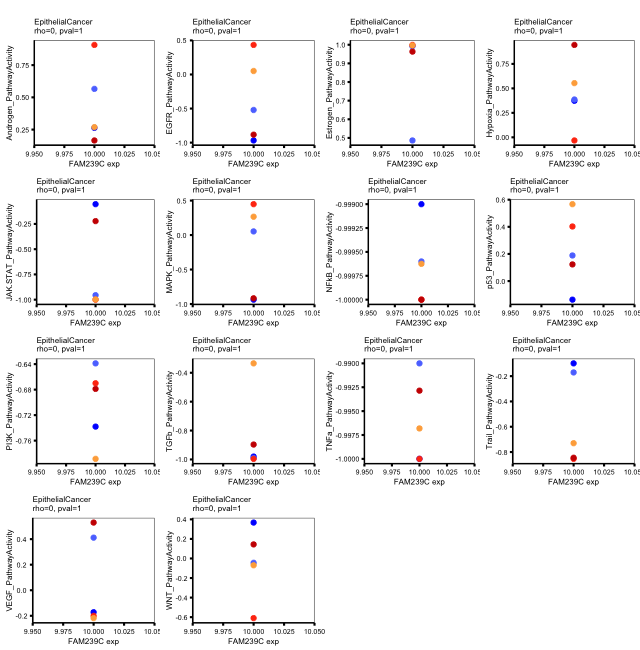 EpithelialCancer
rho=0, pval=1
Androgen_PathwayActivity
0.75
0.50
0.25
9.950 9.975 10.000 10.025 10.05
FAM239C exp
EpithelialCancer
rho=0, pval=1
EGFR_PathwayActivity
0.5
0.0
-0.5
-1.0
9.950 9.975 10.000 10.025 10.05
FAM239C exp
EpithelialCancer
rho=0, pval=1
Estrogen_PathwayActivity
1.0
0.9
0.8
0.7
0.6
0.5
9.950 9.975 10.000 10.025 10.05
FAM239C exp
EpithelialCancer
rho=0, pval=1
Hypoxia_PathwayActivity
0.75
0.50
0.25
0.00
9.950 9.975 10.000 10.025 10.05
FAM239C exp
EpithelialCancer
rho=0, pval=1
JAK.STAT_PathwayActivity
-0.25
-0.50
-0.75
-1.00
9.950 9.975 10.000 10.025 10.05
FAM239C exp
EpithelialCancer
rho=0, pval=1
MAPK_PathwayActivity
0.5
0.0
-0.5
-1.0
9.950 9.975 10.000 10.025 10.05
FAM239C exp
EpithelialCancer
rho=0, pval=1
NFkB_PathwayActivity
-0.99900
-0.99925
-0.99950
-0.99975
-1.00000
9.950 9.975 10.000 10.025 10.05
FAM239C exp
EpithelialCancer
rho=0, pval=1
p53_PathwayActivity
0.6
0.4
0.2
0.0
9.950 9.975 10.000 10.025 10.05
FAM239C exp
EpithelialCancer
rho=0, pval=1
PI3K_PathwayActivity
-0.64
-0.68
-0.72
-0.76
9.950 9.975 10.000 10.025 10.05
FAM239C exp
EpithelialCancer
rho=0, pval=1
TGFb_PathwayActivity
-0.4
-0.6
-0.8
-1.0
9.950 9.975 10.000 10.025 10.05
FAM239C exp
EpithelialCancer
rho=0, pval=1
TNFa_PathwayActivity
-0.9900
-0.9925
-0.9950
-0.9975
-1.0000
9.950 9.975 10.000 10.025 10.05
FAM239C exp
EpithelialCancer
rho=0, pval=1
Trail_PathwayActivity
-0.2
-0.4
-0.6
-0.8
9.950 9.975 10.000 10.025 10.05
FAM239C exp
EpithelialCancer
rho=0, pval=1
VEGF_PathwayActivity
0.4
0.2
0.0
-0.2
9.950 9.975 10.000 10.025 10.05
FAM239C exp
EpithelialCancer
rho=0, pval=1
WNT_PathwayActivity
0.4
0.2
0.0
-0.2
-0.4
-0.6
9.950 9.975 10.000 10.025 10.050
FAM239C exp